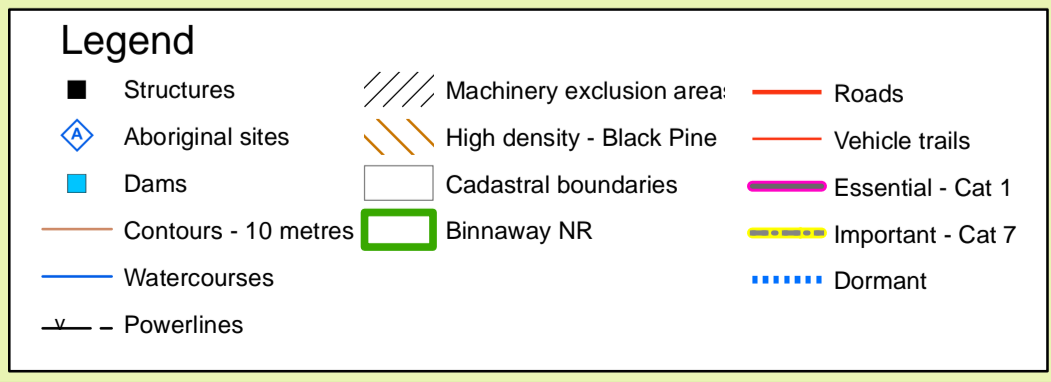 Legend
Structures
Aboriginal sites
A
Dams
Contours - 10 metres
Watercourses
v
Powerlines
Machinery exclusion areas
High density - Black Pine
Cadastral boundaries
Binnaway NR
Roads
Vehicle trails
Essential - Cat 1
Important - Cat 7
Dormant